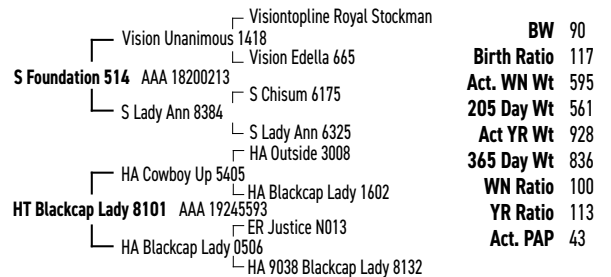 Visiontopline Royal Stockman
Vision Unanimous 1418
Vision Edella 665
S Foundation 514 AAA 18200213
S Chisum 6175
S Lady Ann 8384
S Lady Ann 6325
HA Outside 3008
HA Cowboy Up 5405
HA Blackcap Lady 1602
HT Blackcap Lady 8101 AAA 19245593
ER Justice N013
HA Blackcap Lady 0506
HA 9038 Blackcap Lady 8132
BW 90
Birth Ratio 117
Act. WN Wt 595
205 Day Wt 561
Act YR Wt 928
365 Day Wt 836
WN Ratio 100
YR Ratio 113
Act. PAP 43